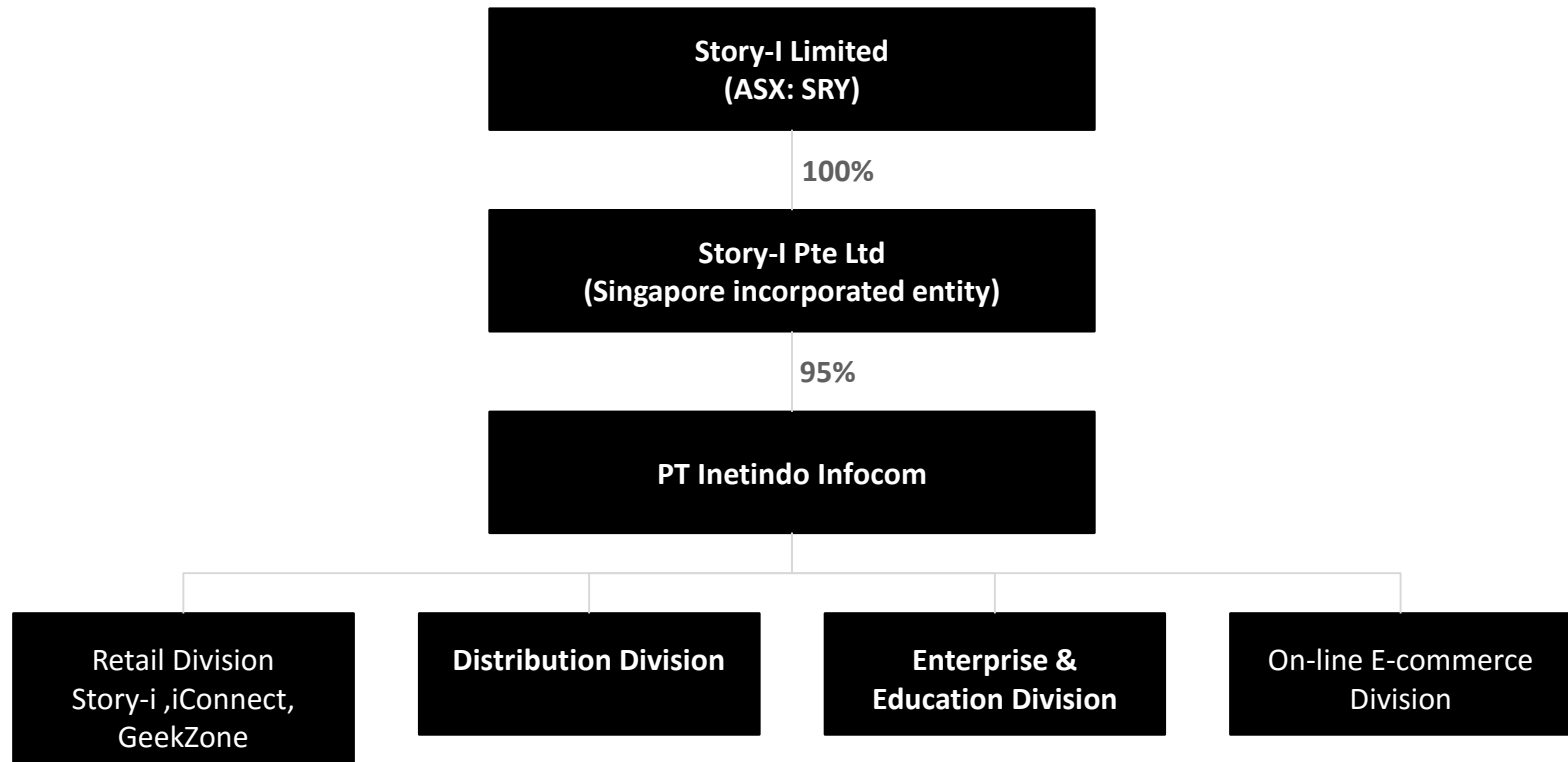 Story-I Limited
(ASX: SRY)
100%
Story-I Pte Ltd
(Singapore incorporated entity)
95%
PT Inetindo Infocom
Retail Division
Story-i ,iConnect,
GeekZone
Distribution Division
Enterprise &
Education Division
On-line E-commerce
Division